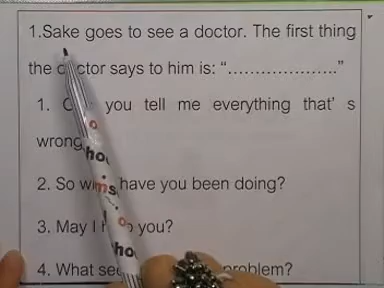 1.Sake goes to see a doctor. The first thing
the doctor says to him is: "………………….."
1. you tell me everything that' s
wrong
2. So have you been doing?
3. May I you?
4. What problem?